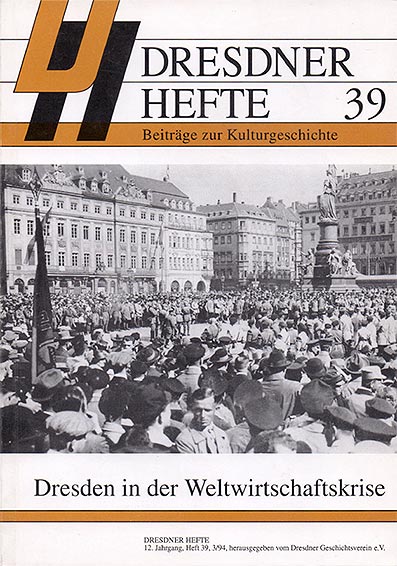 DH
DRESDNER
HEFTE 39
Beiträge zur Kulturgeschichte
Dresden in der Weltwirtschaftskrise
DRESDNER HEFTE
12. Jahrgang, Heft 39, 3/94, herausgegeben vom Dresdner Geschichtsverein e.V.